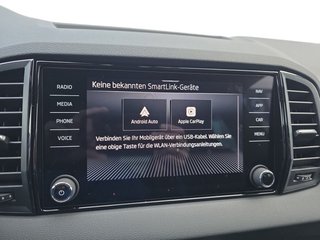 Keine bekannten SmartLink-Geräte
RADIO
MEDIA
PHONE
VOICE
NAV
APP
CAR
MENU
Android Auto
Apple CarPlay
Verbinden Sie Ihr Mobilgerät über ein USB-Kabel. Wählen Sie
eine obige Taste für die WLAN-Verbindungsanleitungen.